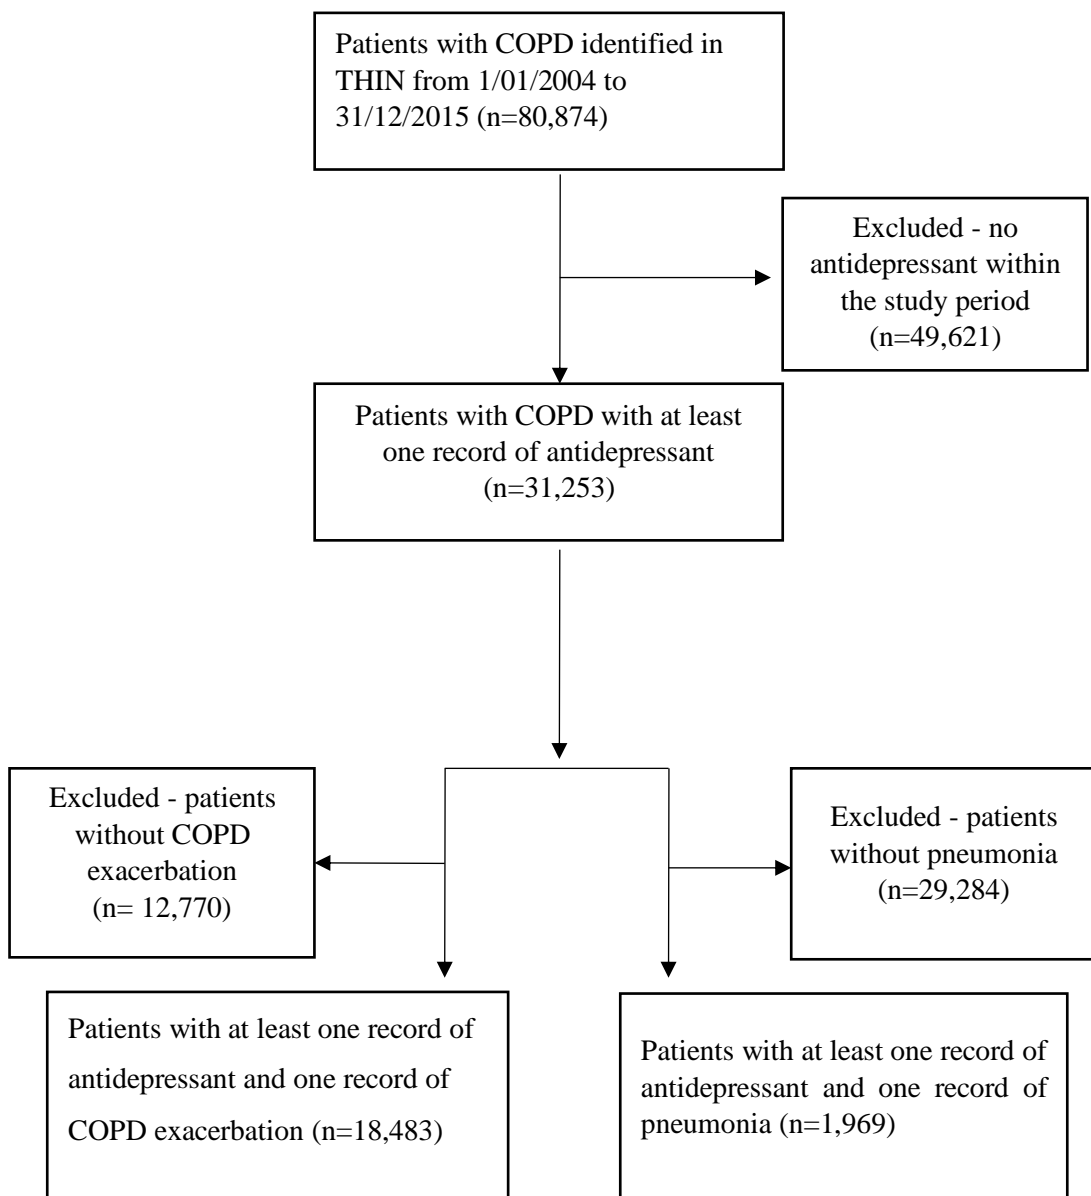 Patients with COPD identified in
THIN from 1/01/2004 to
31/12/2015 (n=80,874)
Excluded - no
antidepressant within
the study period
(n=49,621)
Patients with COPD with at least
one record of antidepressant
(n=31,253)
Excluded - patients
without COPD
exacerbation
(n= 12,770)
Excluded - patients
without pneumonia
(n=29,284)
Patients with at least one record of
antidepressant and one record of
COPD exacerbation (n=18,483)
Patients with at least one record of
antidepressant and one record of
pneumonia (n=1,969)